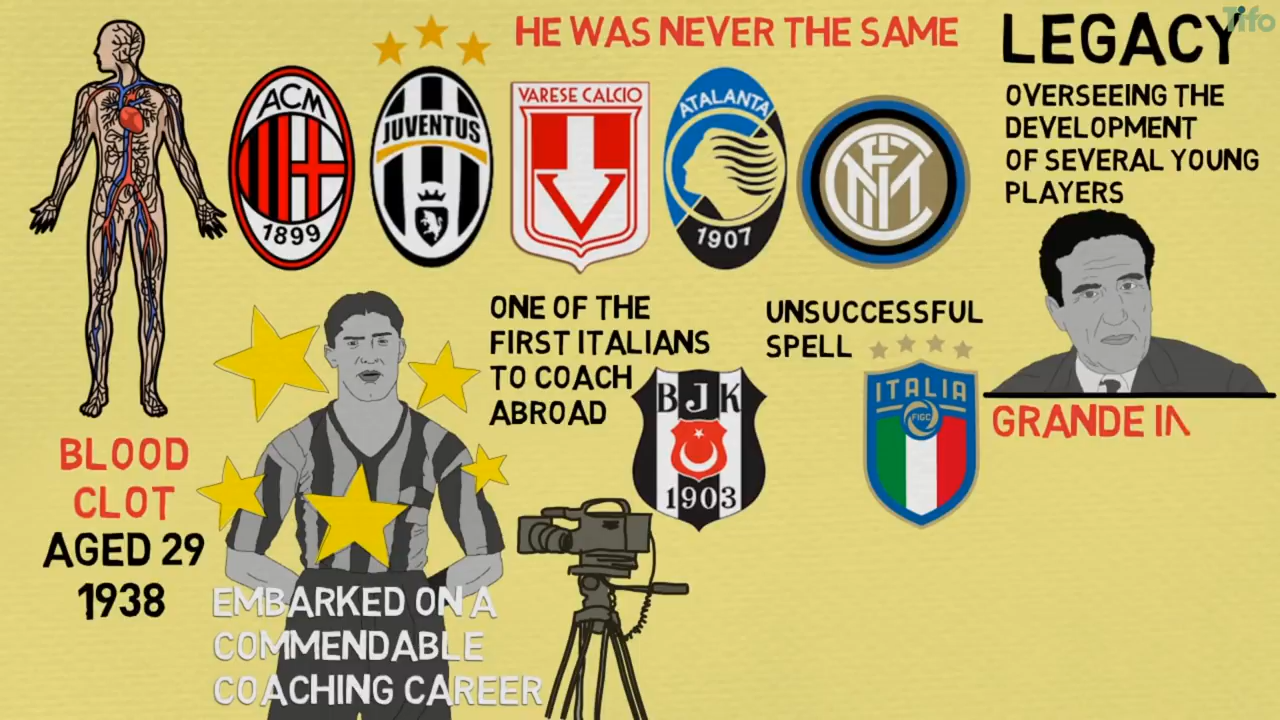 HE WAS NEVER THE SAME
LEGACY
Tifo
OVERSEEING THE
DEVELOPMENT
OF SEVERAL YOUNG
PLAYERS
ACM
1899
JUVENTUS
VARESE CALCIO
ATALANTA
1907
FCIM
ONE OF THE
FIRST ITALIANS
TO COACH
ABROAD
BJK
1903
UNSUCCESSFUL
SPELL
ITALIA
FIGC
GRANDE IN
BLOOD
CLOT
AGED 29
1938
EMBARKED ON A
COMMENDABLE
COACHING CAREER